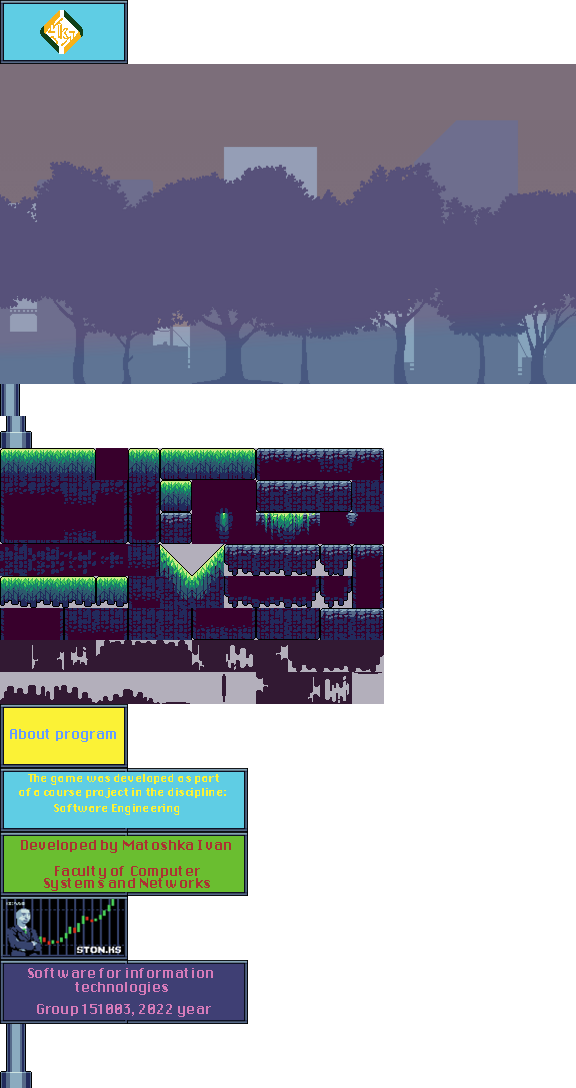 About program
The game was developed as part
of a course project in the discipline:
Software Engineering
Developed by Matoshka Ivan
Faculty of Computer
Systems and Networks
STON.KS
Software for information
technologies
Group 151003, 2022 year